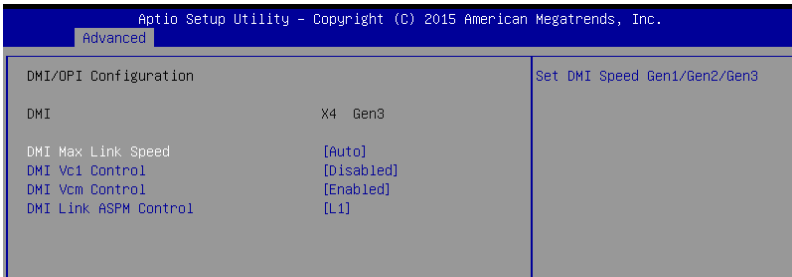 Aptio Setup Utility – Copyright (C) 2015 American Megatrends, Inc.
Advanced
DMI/OPI Configuration
Set DMI Speed Gen1/Gen2/Gen3
DMI X4 Gen3
DMI Max Link Speed [Auto]
DMI Vc1 Control [Disabled]
DMI Vcm Control [Enabled]
DMI Link ASPM Control [L1]